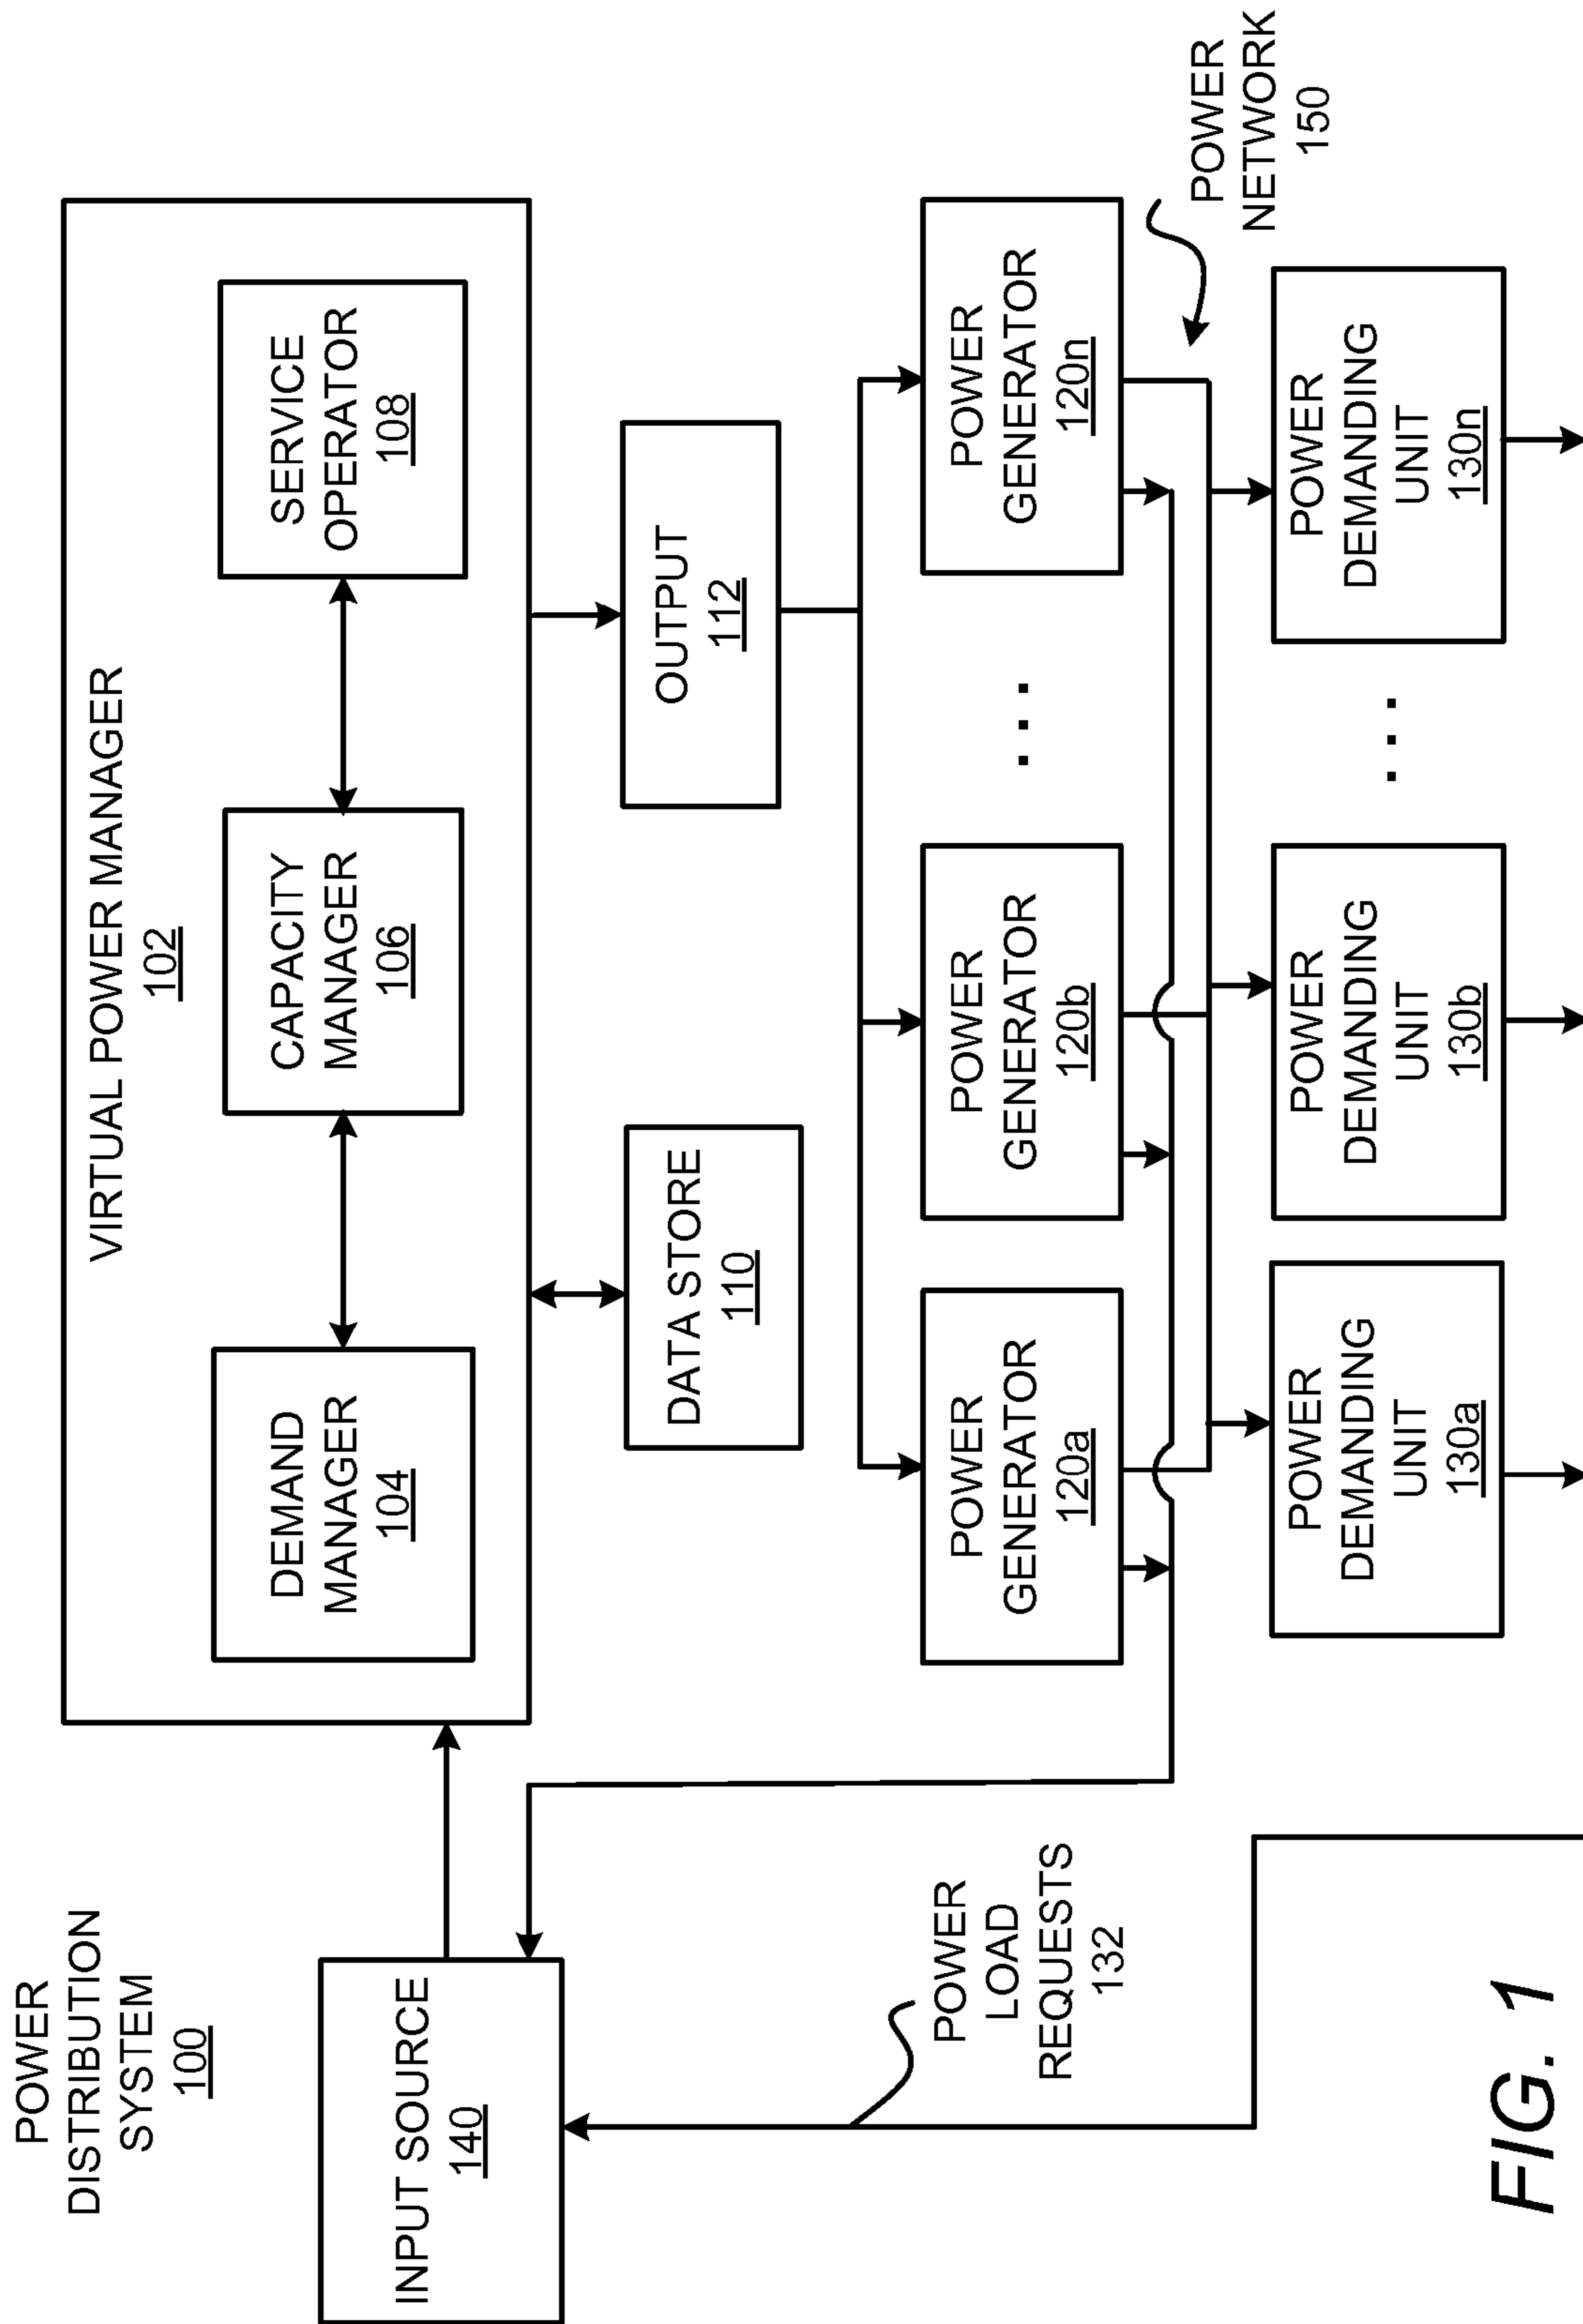 POWER
DISTRIBUTION
SYSTEM
100
VIRTUAL POWER MANAGER
102
DEMAND
MANAGER
104
CAPACITY
MANAGER
106
SERVICE
OPERATOR
108
INPUT SOURCE
140
DATA STORE
110
OUTPUT
112
POWER
LOAD
REQUESTS
132
POWER
GENERATOR
120a
POWER
GENERATOR
120b
. . .
POWER
GENERATOR
120n
POWER
NETWORK
150
POWER
DEMANDING
UNIT
130a
POWER
DEMANDING
UNIT
130b
. . .
POWER
DEMANDING
UNIT
130n
FIG. 1